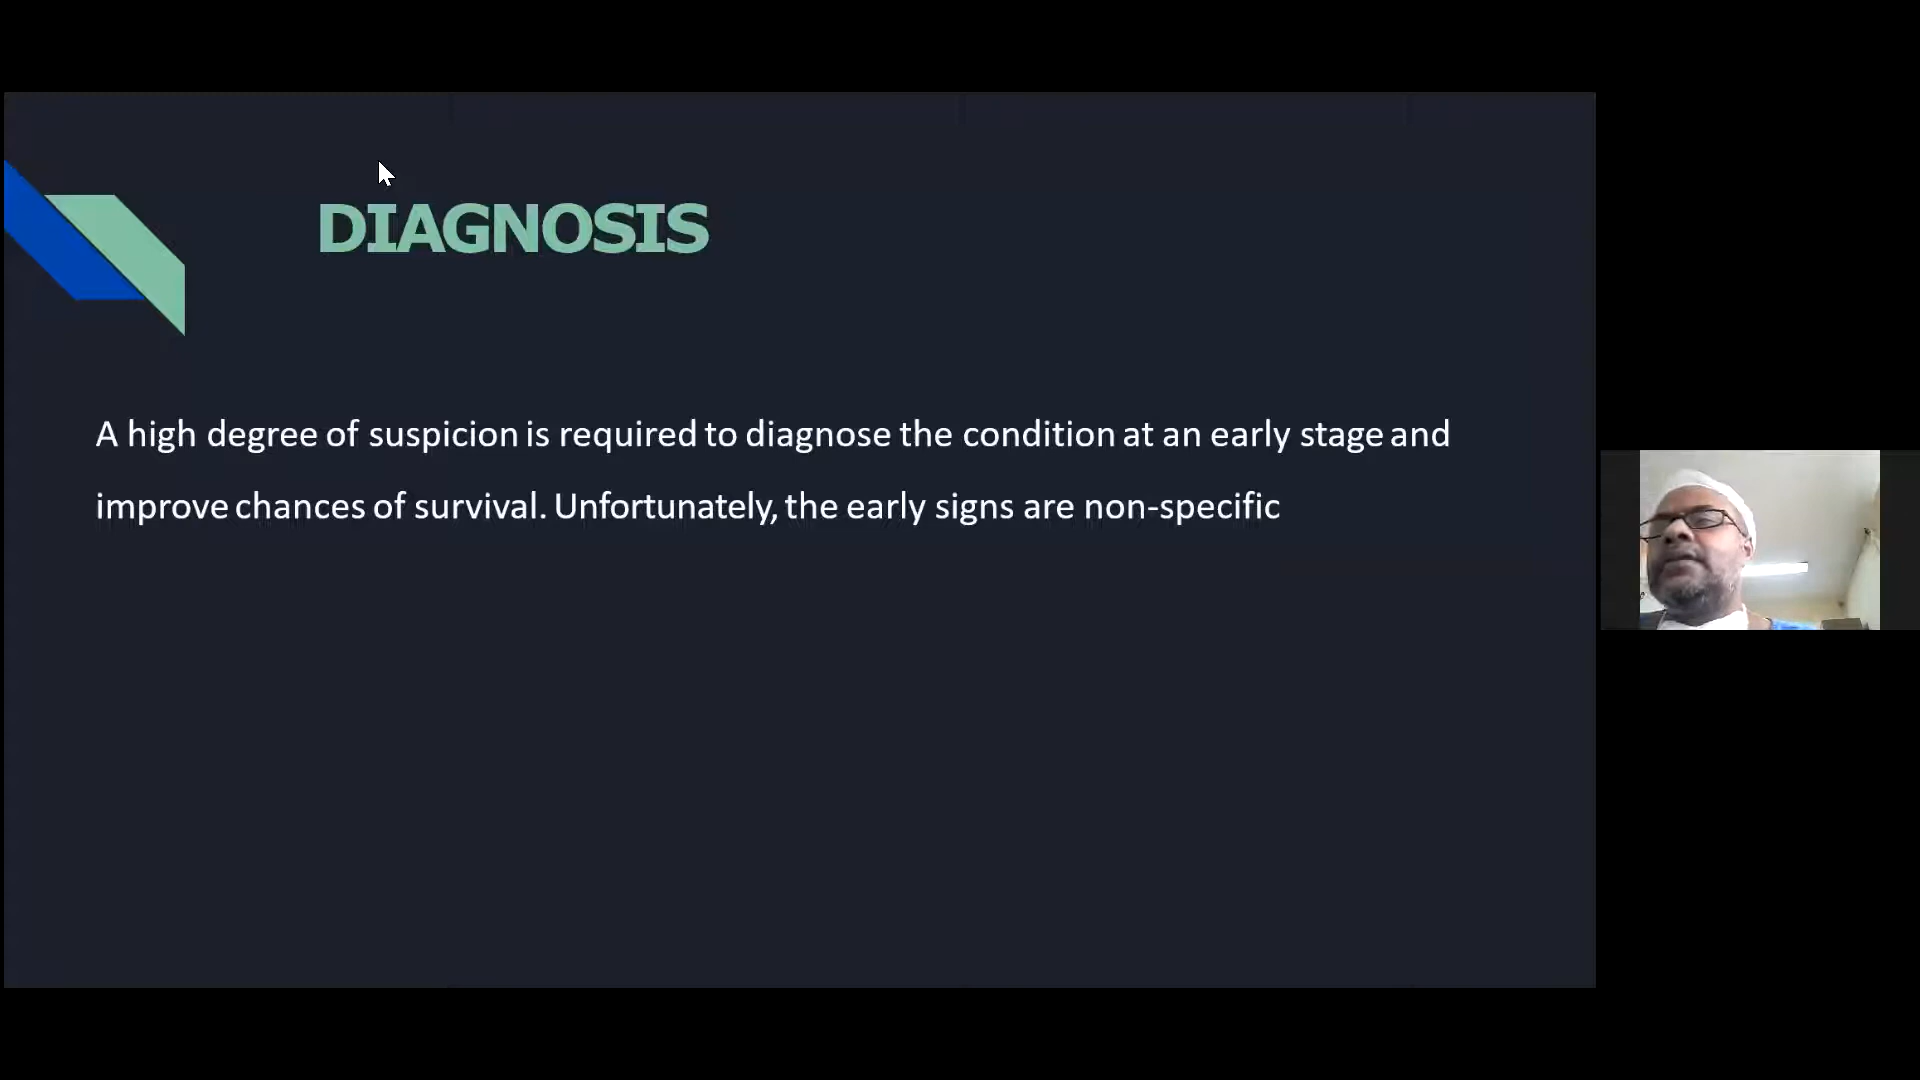 DIAGNOSIS
A high degree of suspicion is required to diagnose the condition at an early stage and
improve chances of survival. Unfortunately, the early signs are non-specific